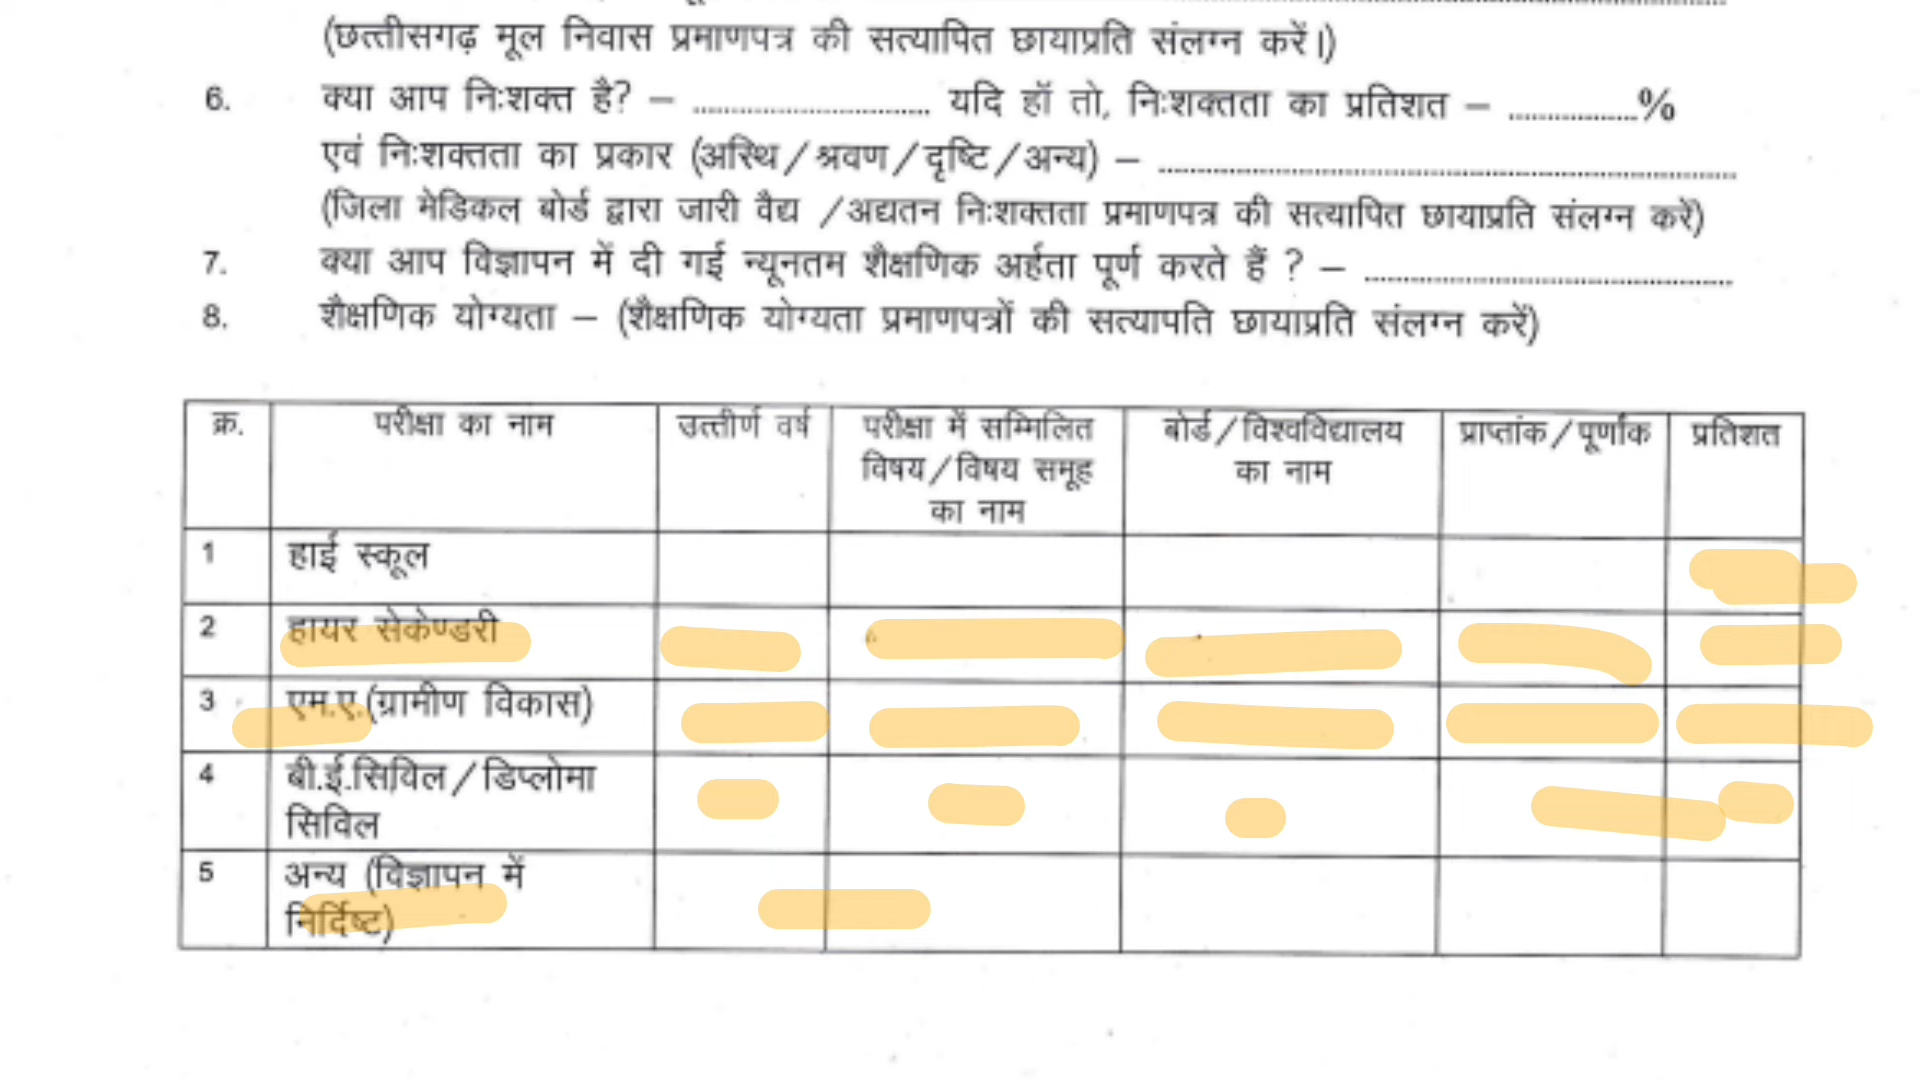 (छत्तीसगढ़ मूल निवास प्रमाणपत्र की सत्यापित छायाप्रति संलग्न करें।)
6. क्या आप निःशक्त है? – .............................. यदि हॉ तो, निःशक्तता का प्रतिशत – ................%
एवं निःशक्तता का प्रकार (अस्थि/श्रवण/दृष्टि/अन्य) – ..........................................................................
(जिला मेडिकल बोर्ड द्वारा जारी वैद्य /अद्यतन निःशक्तता प्रमाणपत्र की सत्यापित छायाप्रति संलग्न करें)
7. क्या आप विज्ञापन में दी गई न्यूनतम शैक्षणिक अर्हता पूर्ण करते हैं ? – ...............................................
8. शैक्षणिक योग्यता – (शैक्षणिक योग्यता प्रमाणपत्रों की सत्यापति छायाप्रति संलग्न करें)
क्र. परीक्षा का नाम उत्तीर्ण वर्ष परीक्षा में सम्मिलित बोर्ड/विश्वविद्यालय प्राप्तांक/पूर्णांक प्रतिशत
विषय/विषय समूह का नाम
का नाम
1 हाई स्कूल
2 हायर सेकेण्डरी
3 एम.ए.(ग्रामीण विकास)
4 बी.ई.सिविल/डिप्लोमा
सिविल
5 अन्य (विज्ञापन में
निर्दिष्ट)